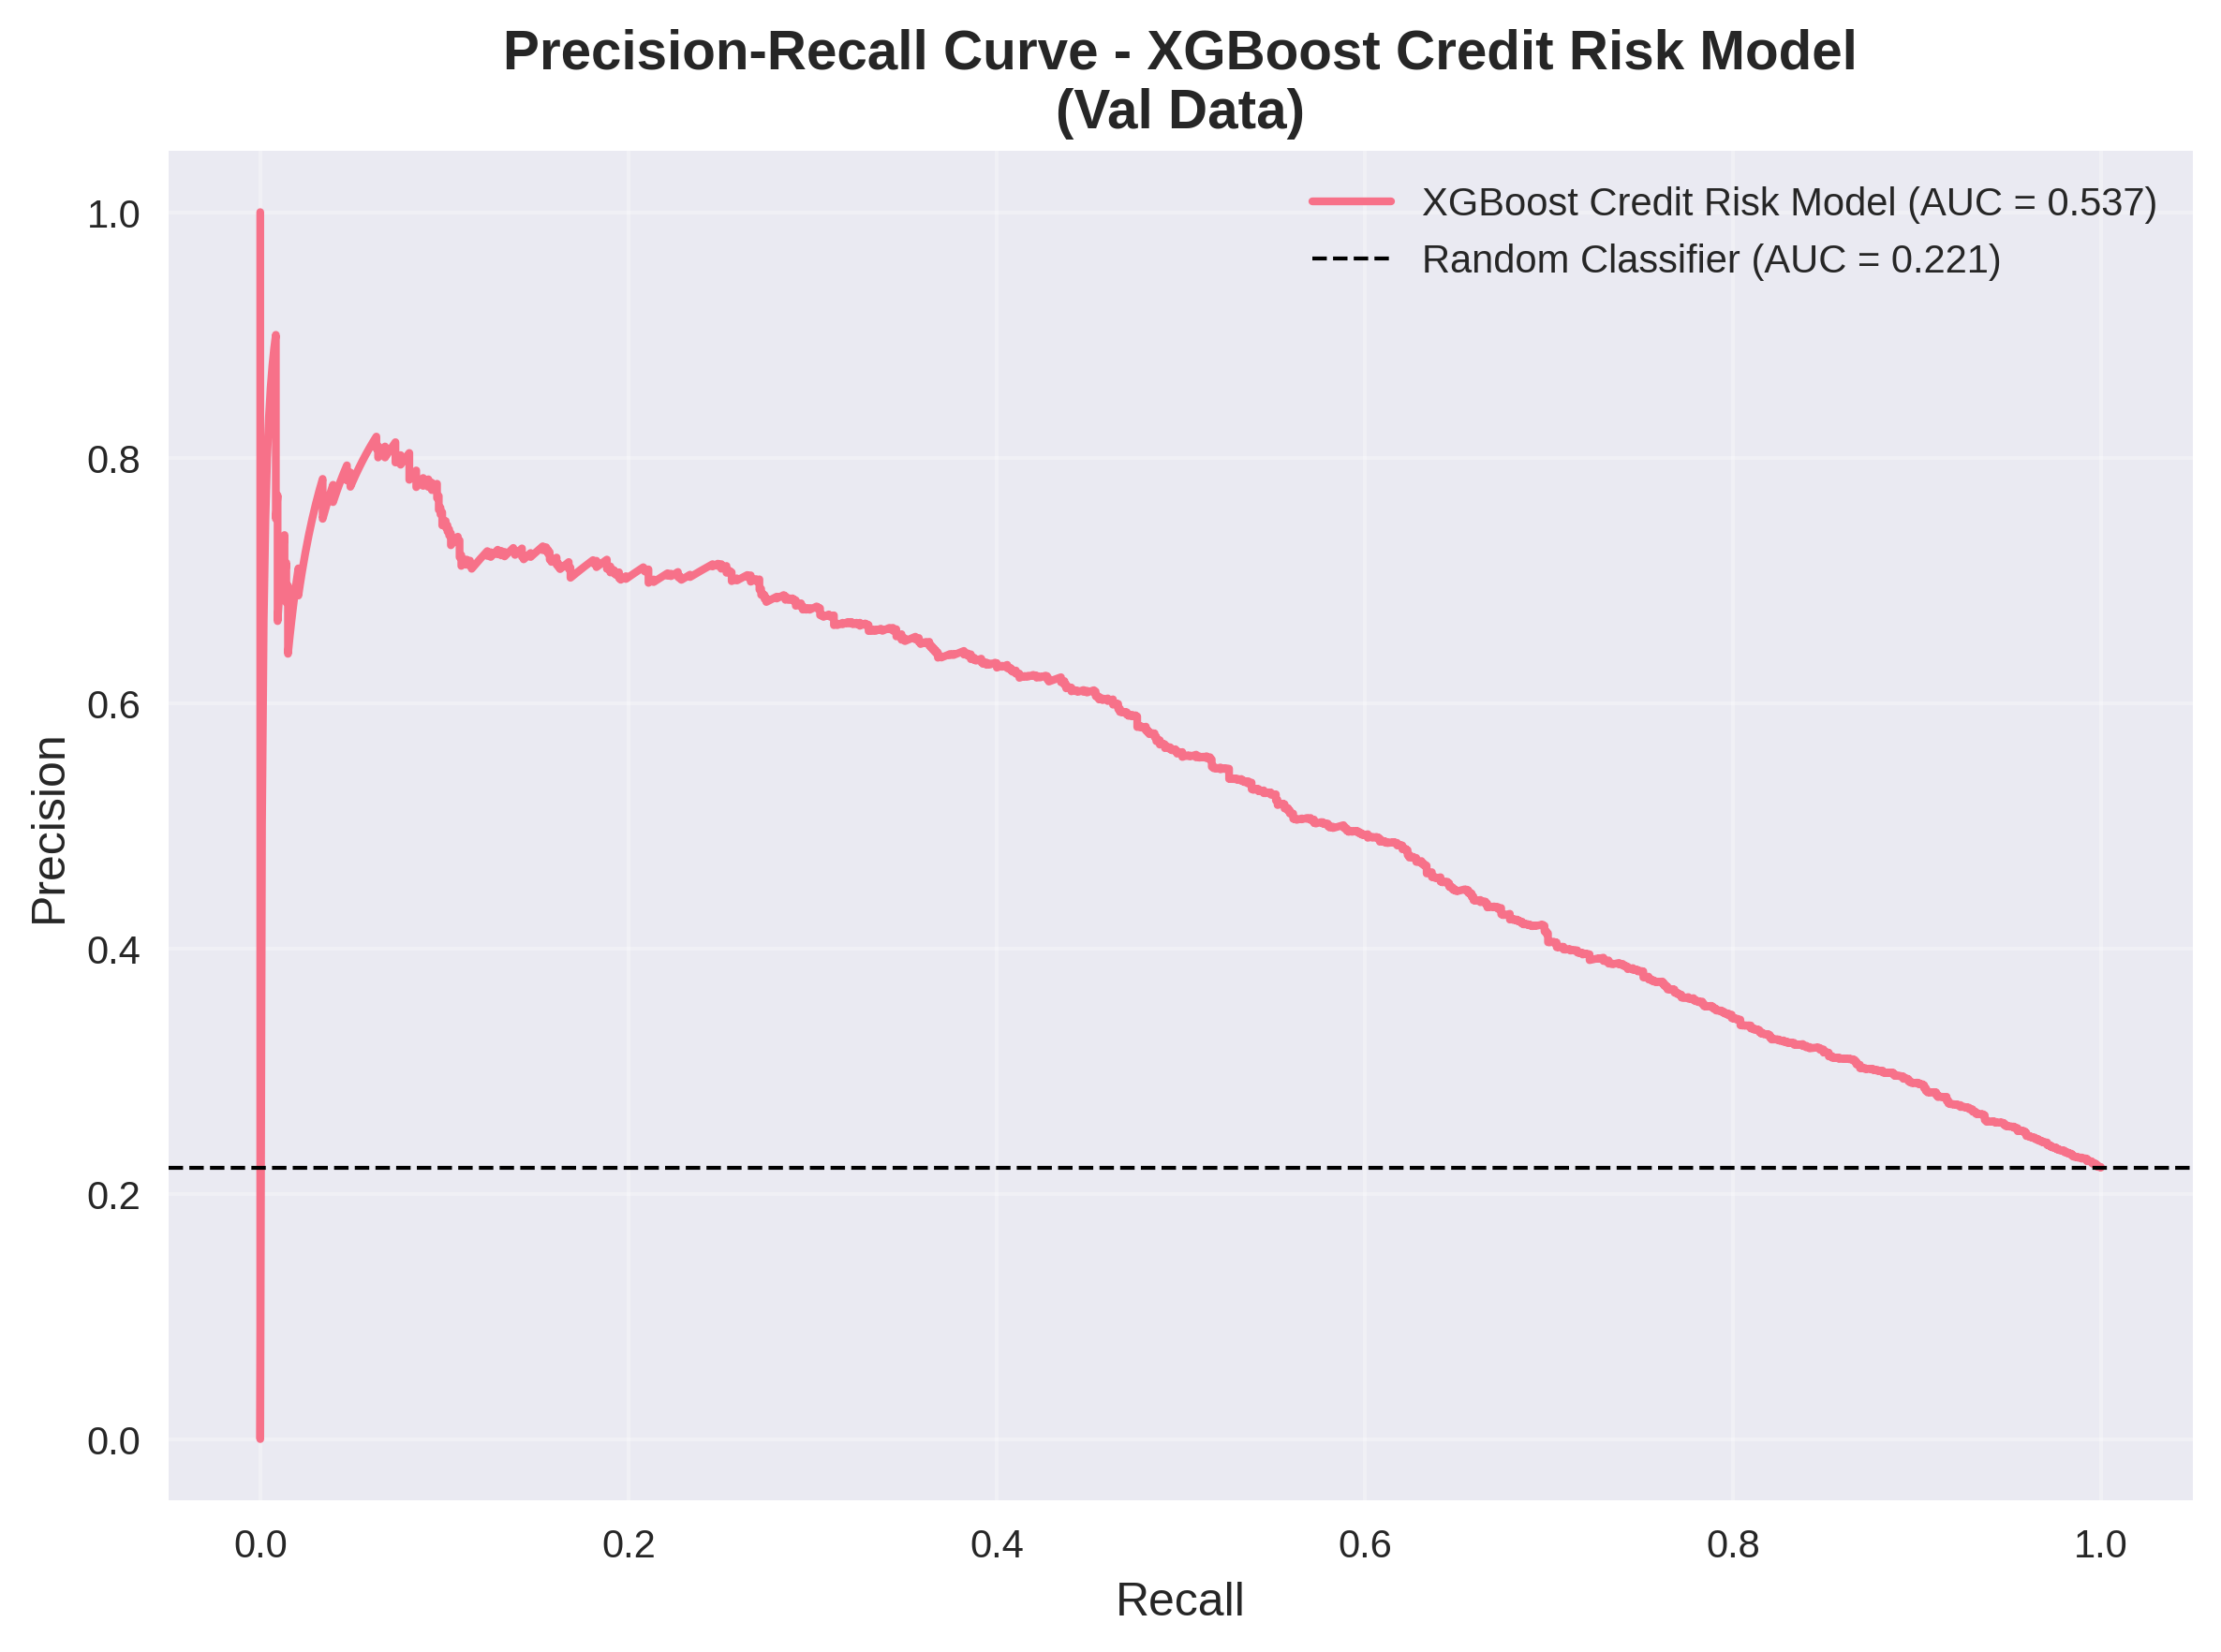 Precision-Recall Curve - XGBoost Credit Risk Model
(Val Data)
XGBoost Credit Risk Model (AUC = 0.537)
Random Classifier (AUC = 0.221)
Precision
1.0
0.8
0.6
0.4
0.2
0.0
0.0 0.2 0.4 0.6 0.8 1.0
Recall